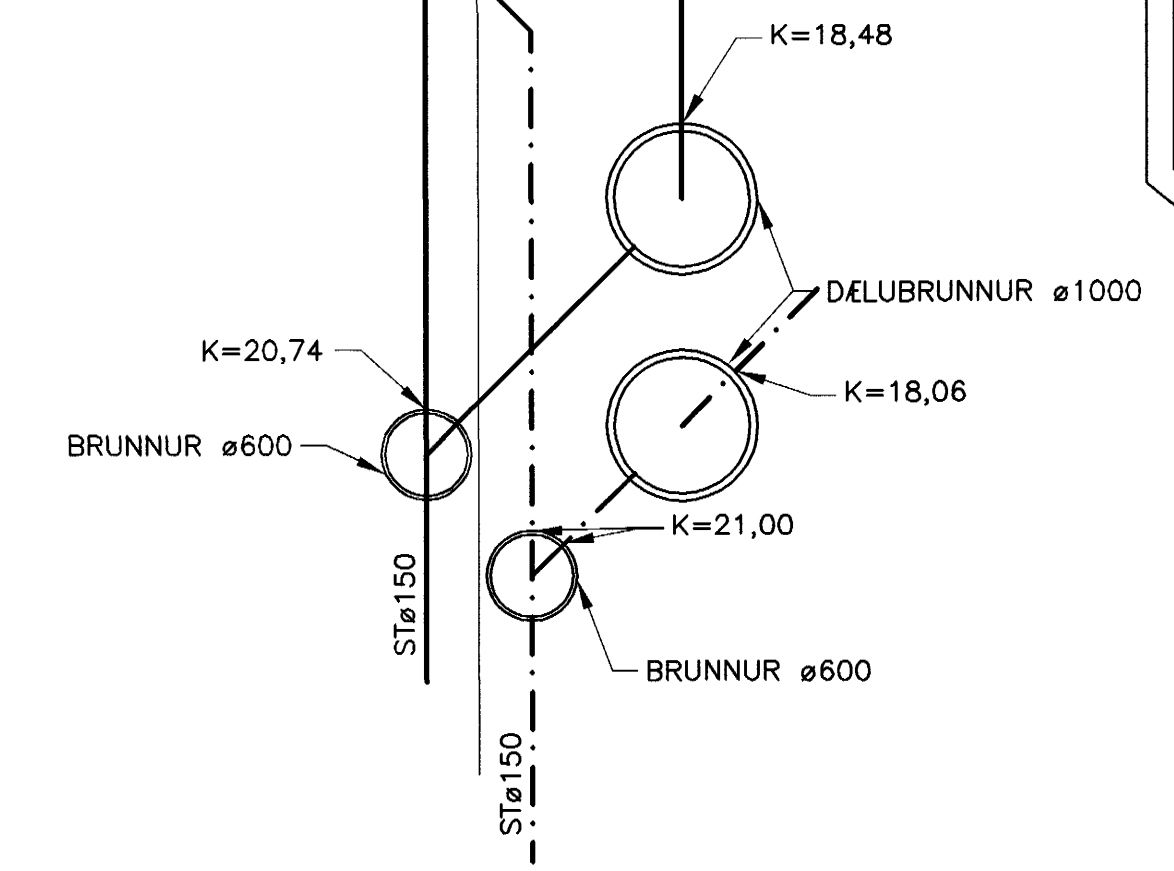 K=18,48
DÆLUBRUNNUR ø1000
K=20,74
K=18,06
BRUNNUR ø600
K=21,00
STø150
BRUNNUR ø600
STø150